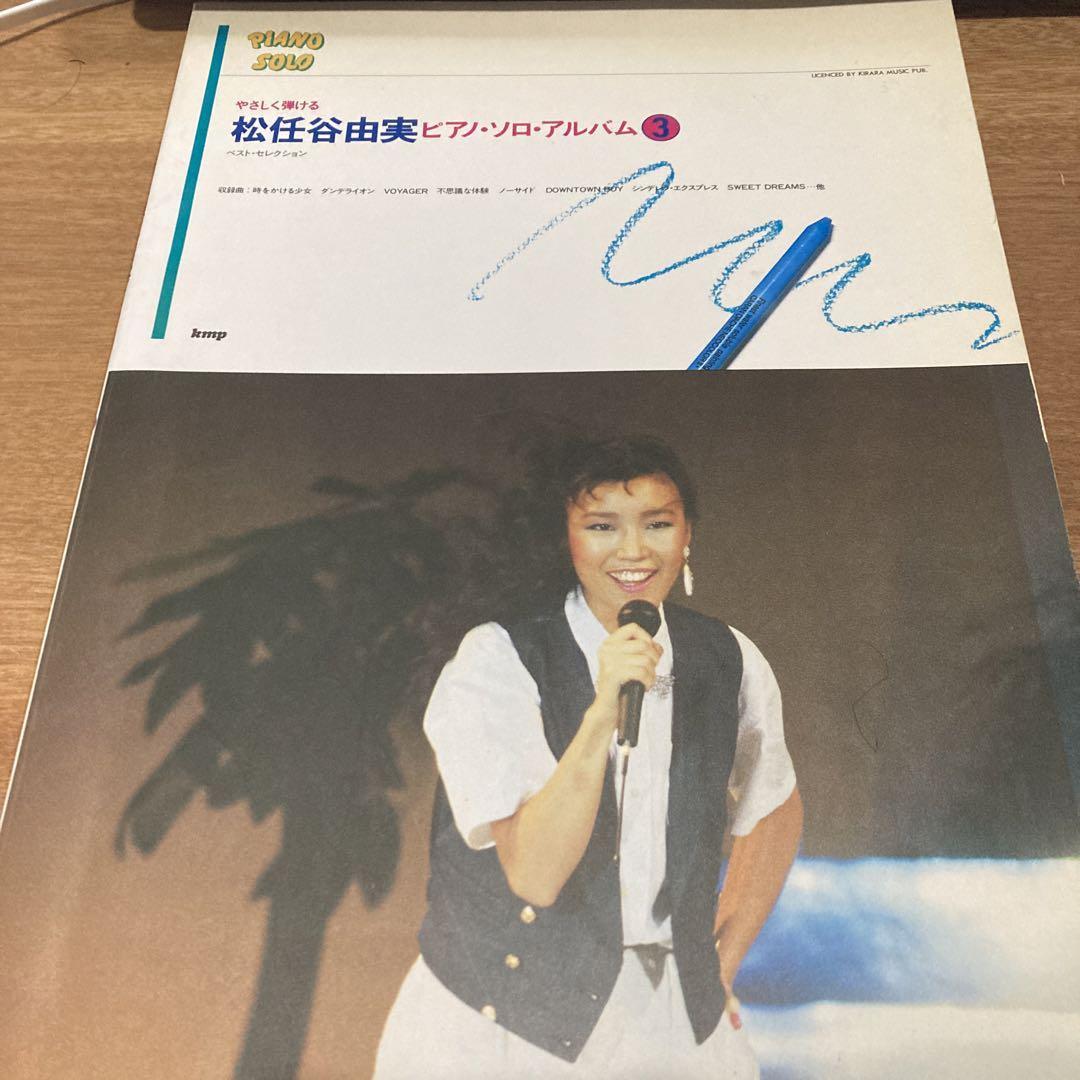 PIANO
SOLO
LICENCED BY KIRARA MUSIC PUB.
やさしく弾ける
松任谷由実ピアノ・ソロ・アルバム3
ベスト・セレクション
収録曲：時をかける少女 ダンデライオン VOYAGER 不思議な体験 ノーサイド DOWNTOWN BOY シンデレラ・エクスプレス SWEET DREAMS…他
kmp